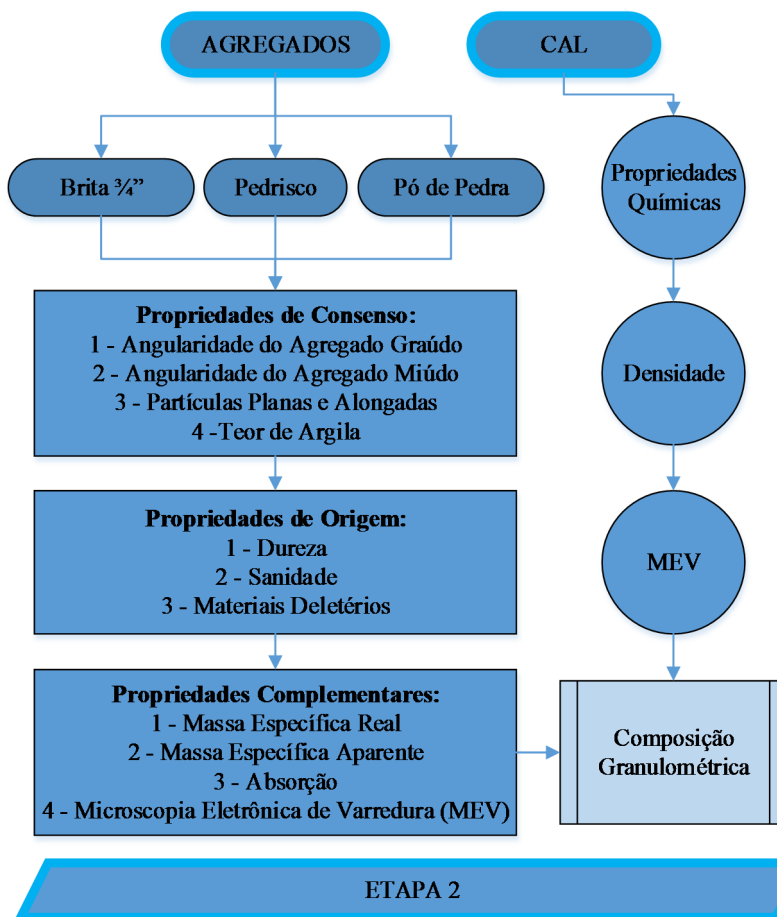 AGREGADOS
CAL
Brita ¾”
Pedrisco
Pó de Pedra
Propriedades
Químicas
Propriedades de Consenso:
1 - Angularidade do Agregado Graúdo
2 - Angularidade do Agregado Miúdo
3 - Partículas Planas e Alongadas
4 -Teor de Argila
Densidade
Propriedades de Origem:
1 - Dureza
2 - Sanidade
3 - Materiais Deletérios
MEV
Propriedades Complementares:
1 - Massa Específica Real
2 - Massa Específica Aparente
3 - Absorção
4 - Microscopia Eletrônica de Varredura (MEV)
Composição
Granulométrica
ETAPA 2